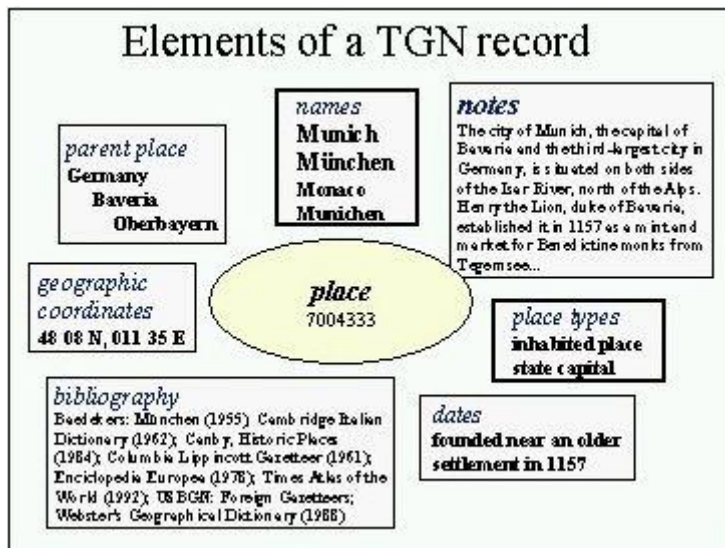 Elements of a TGN record
names
Munich
München
Monaco
Munichen
notes
The city of Munich, the capital of
Bavaria and the third-largest city in
Germany, is situated on both sides
of the Isar River, north of the Alps.
Henry the Lion, duke of Bavaria,
established it in 1157 as a mint and
market for Benedictine monks from
Tegernsee...
parent place
Germany
Baveria
Oberbayern
geographic
coordinates
48 08 N, 011 35 E
place
7004333
place types
inhabited place
state capital
bibliography
Baedekers: München (1955); Cambridge Italian
Dictionary (1962); Canby, Historic Places
(1984); Columbia Lippincott Gazetteer (1961);
Enciclopedia Europea (1978); Times Atlas of the
World (1992); USBGN: Foreign Gazetteers;
Webster's Geographical Dictionary (1988)
dates
founded near an older
settlement in 1157